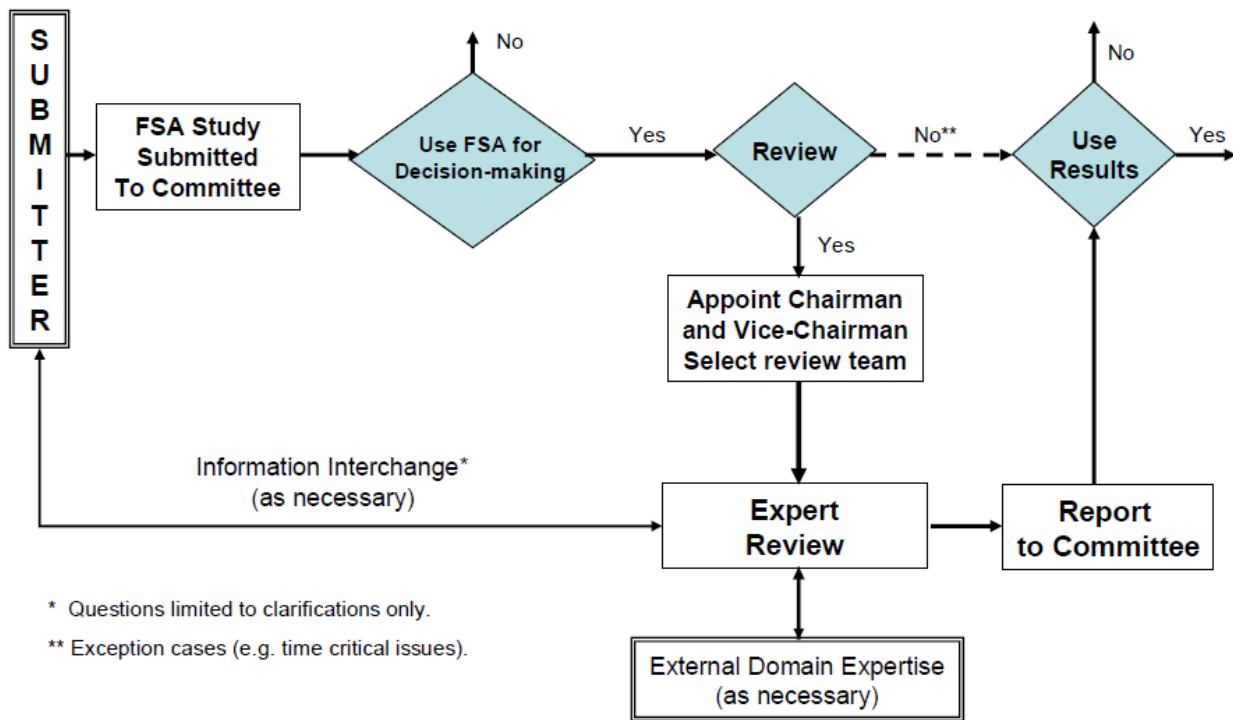 SUBMITTER
FSA Study
Submitted
To Committee
No
Use FSA for
Decision-making
Yes
Review
No**
Use
Results
No
Yes
Yes
Appoint Chairman
and Vice-Chairman
Select review team
Information Interchange*
(as necessary)
Expert
Review
Report
to Committee
* Questions limited to clarifications only.
** Exception cases (e.g. time critical issues).
External Domain Expertise
(as necessary)